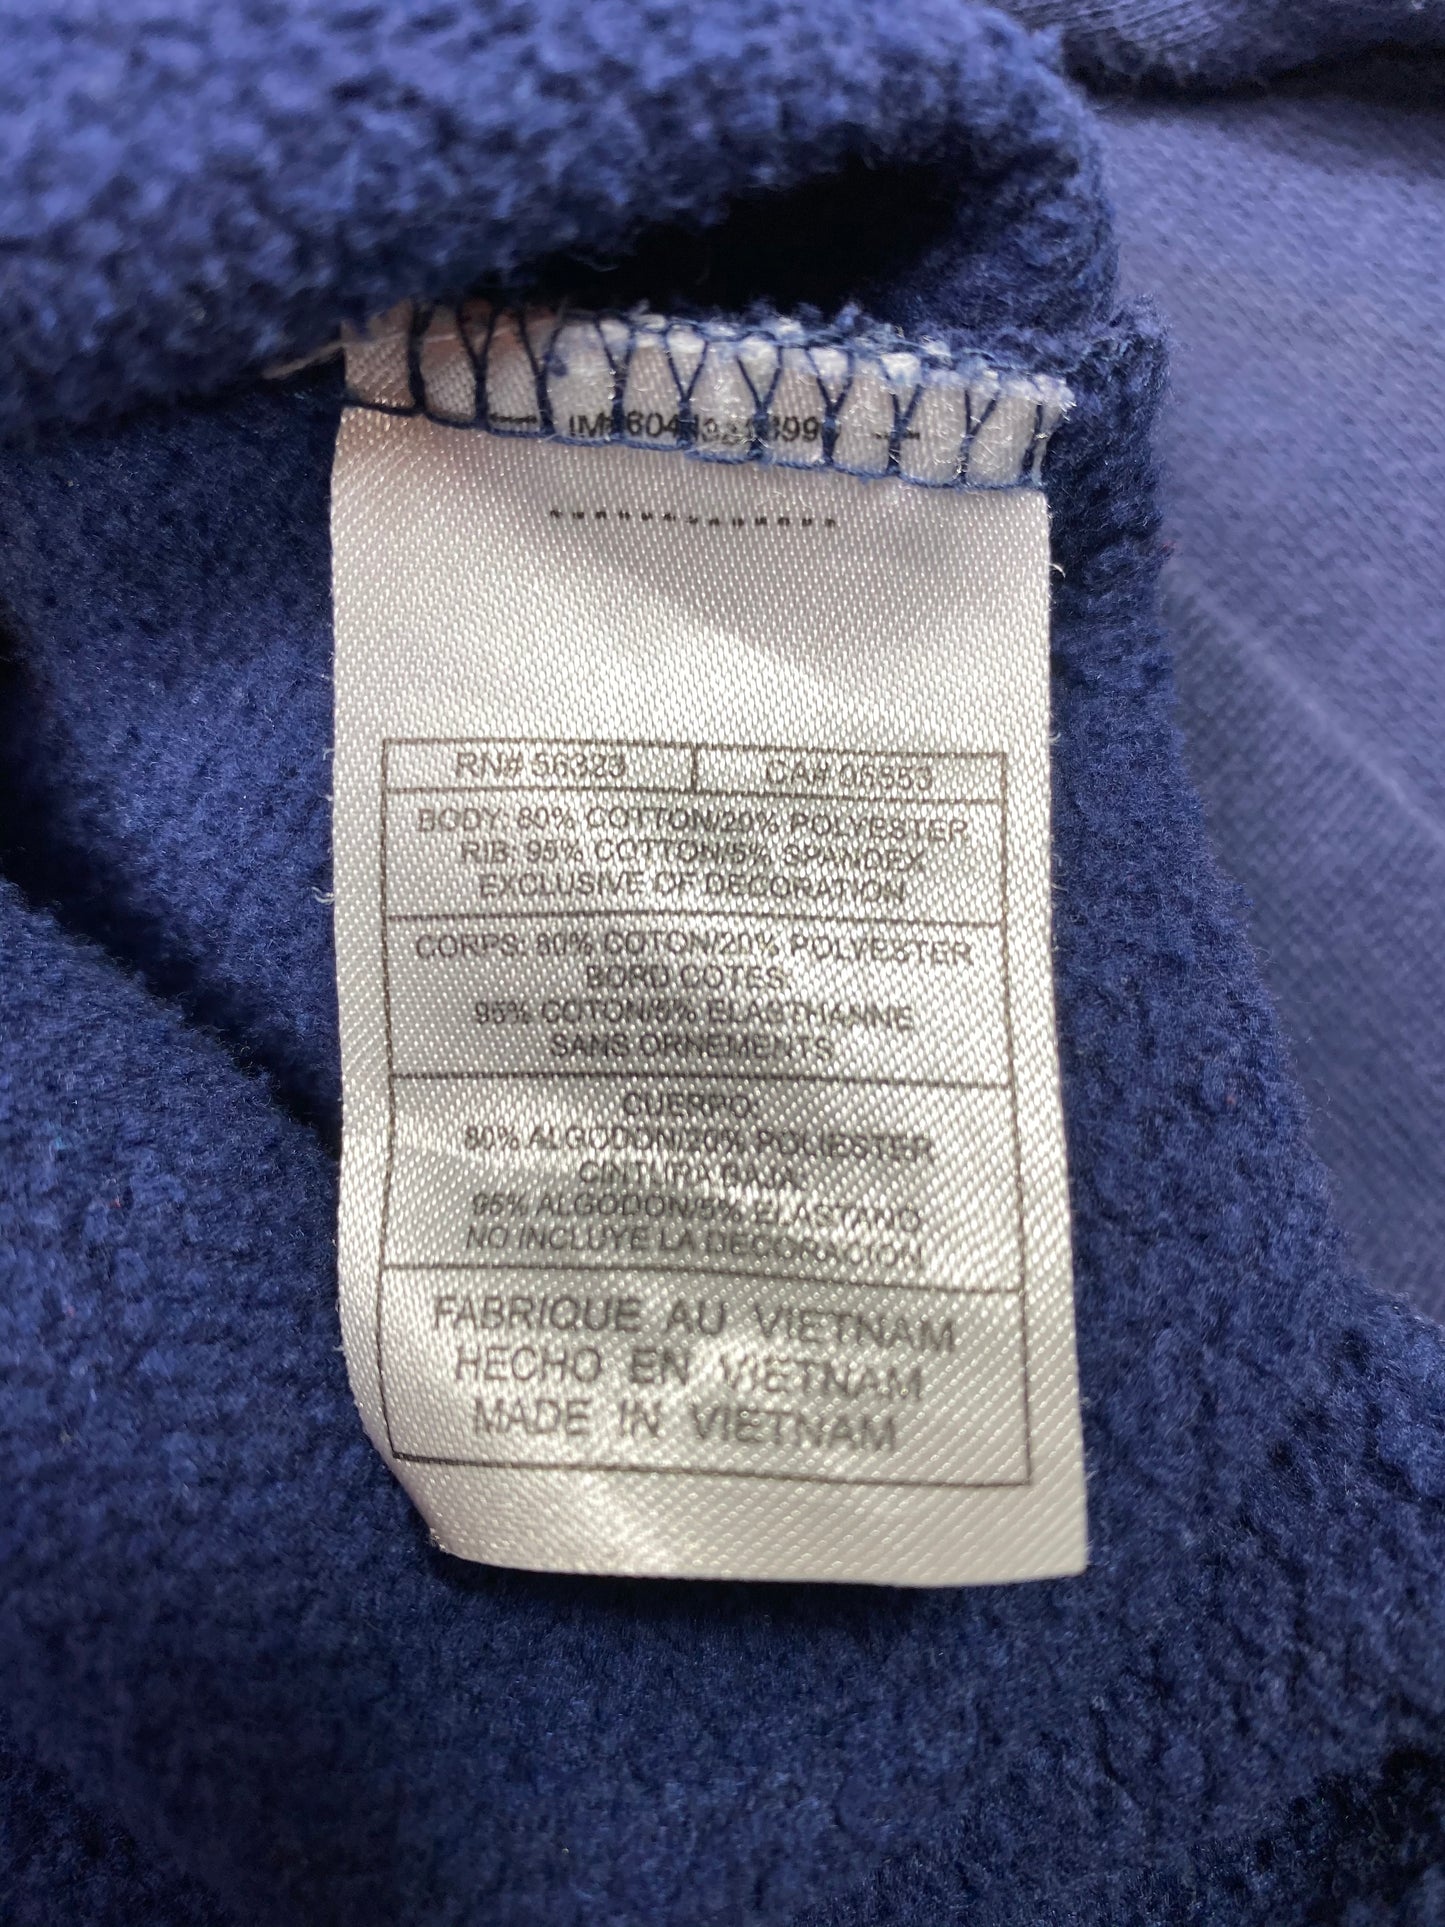 RN# 56323 CA# 05553
BODY: 80% COTTON/20% POLYESTER
RIB: 95% COTTON/5% SPANDEX
EXCLUSIVE OF DECORATION
CORPS: 80% COTON/20% POLYESTER
BORD COTES:
95% COTON/5% ELASTHANNE
SANS ORNEMENTS
CUERPO:
80% ALGODON/20% POLIESTER
CINTURA BAJA:
95% ALGODON/5% ELASTANO
NO INCLUYE LA DECORACION
FABRIQUE AU VIETNAM
HECHO EN VIETNAM
MADE IN VIETNAM